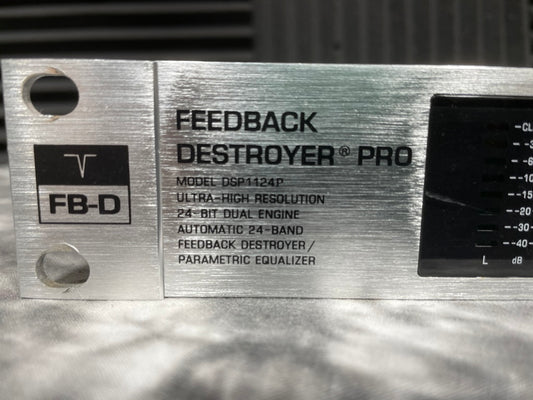 FEEDBACK
DESTROYER® PRO
MODEL DSP1124P
ULTRA-HIGH RESOLUTION
24-BIT DUAL ENGINE
AUTOMATIC 24-BAND
FEEDBACK DESTROYER/
PARAMETRIC EQUALIZER
FB-D
-CL
-3
-6
-10
--15
--20
--30-
--40
L dB